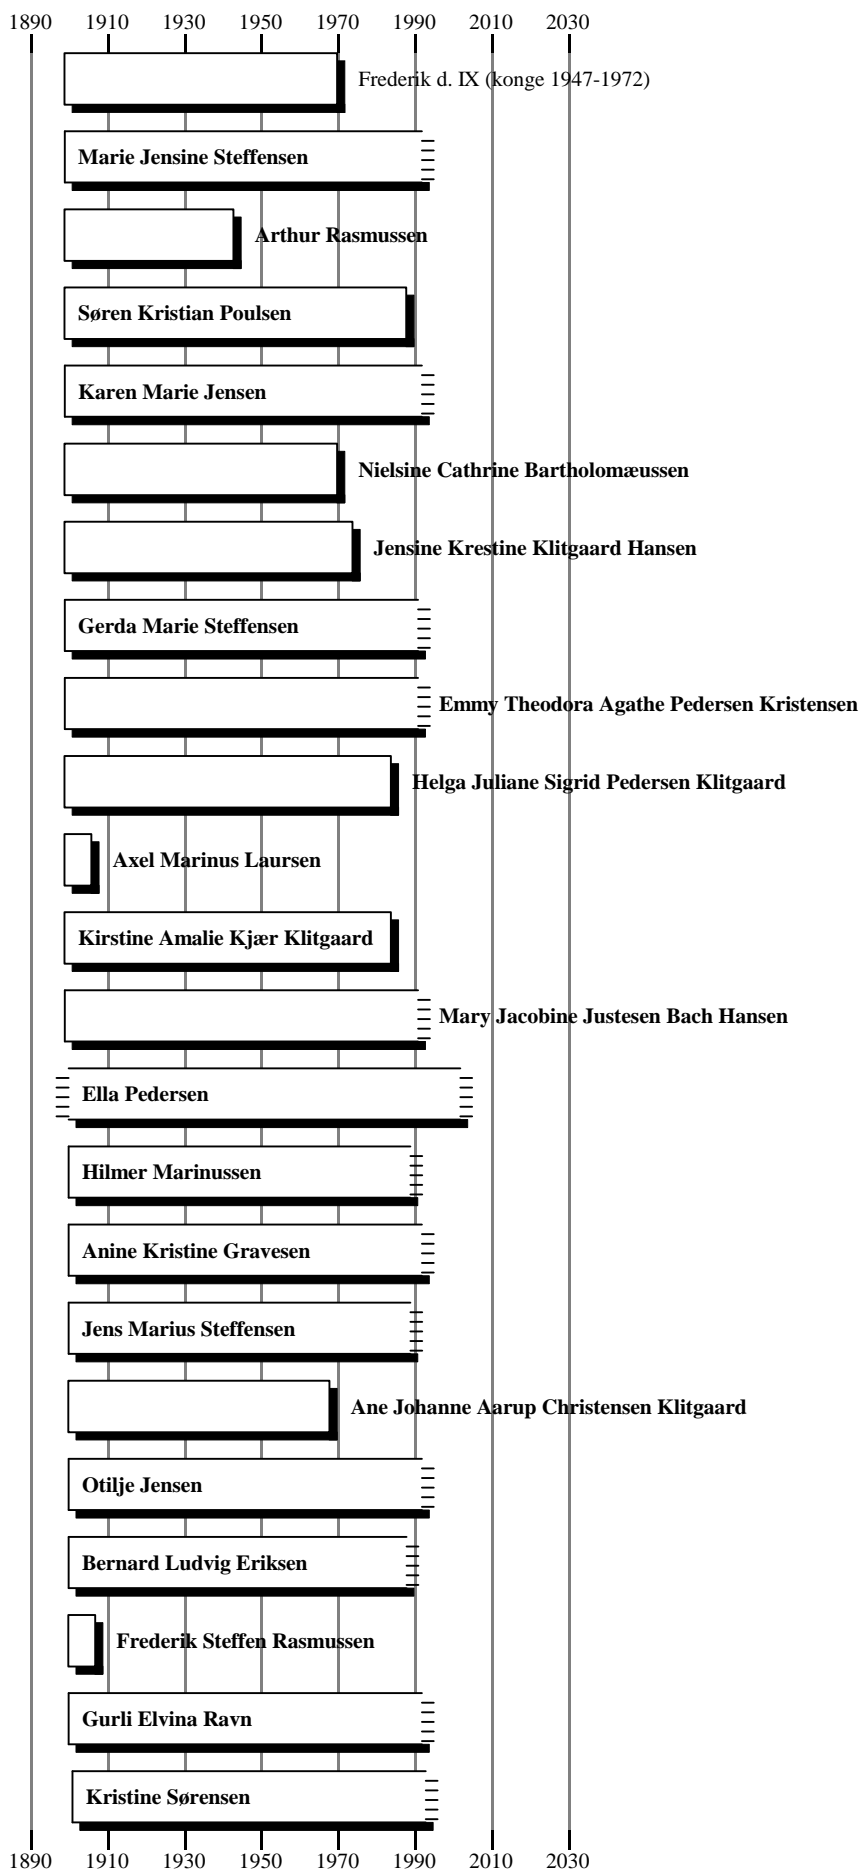 1890 1910 1930 1950 1970 1990 2010 2030
Frederik d. IX (konge 1947-1972)
Marie Jensine Steffensen
Arthur Rasmussen
Søren Kristian Poulsen
Karen Marie Jensen
Nielsine Cathrine Bartholomæussen
Jensine Krestine Klitgaard Hansen
Gerda Marie Steffensen
Emmy Theodora Agathe Pedersen Kristensen
Helga Juliane Sigrid Pedersen Klitgaard
Axel Marinus Laursen
Kirstine Amalie Kjær Klitgaard
Mary Jacobine Justesen Bach Hansen
Ella Pedersen
Hilmer Marinussen
Anine Kristine Gravesen
Jens Marius Steffensen
Ane Johanne Aarup Christensen Klitgaard
Otilje Jensen
Bernard Ludvig Eriksen
Frederik Steffen Rasmussen
Gurli Elvina Ravn
Kristine Sørensen
1890 1910 1930 1950 1970 1990 2010 2030